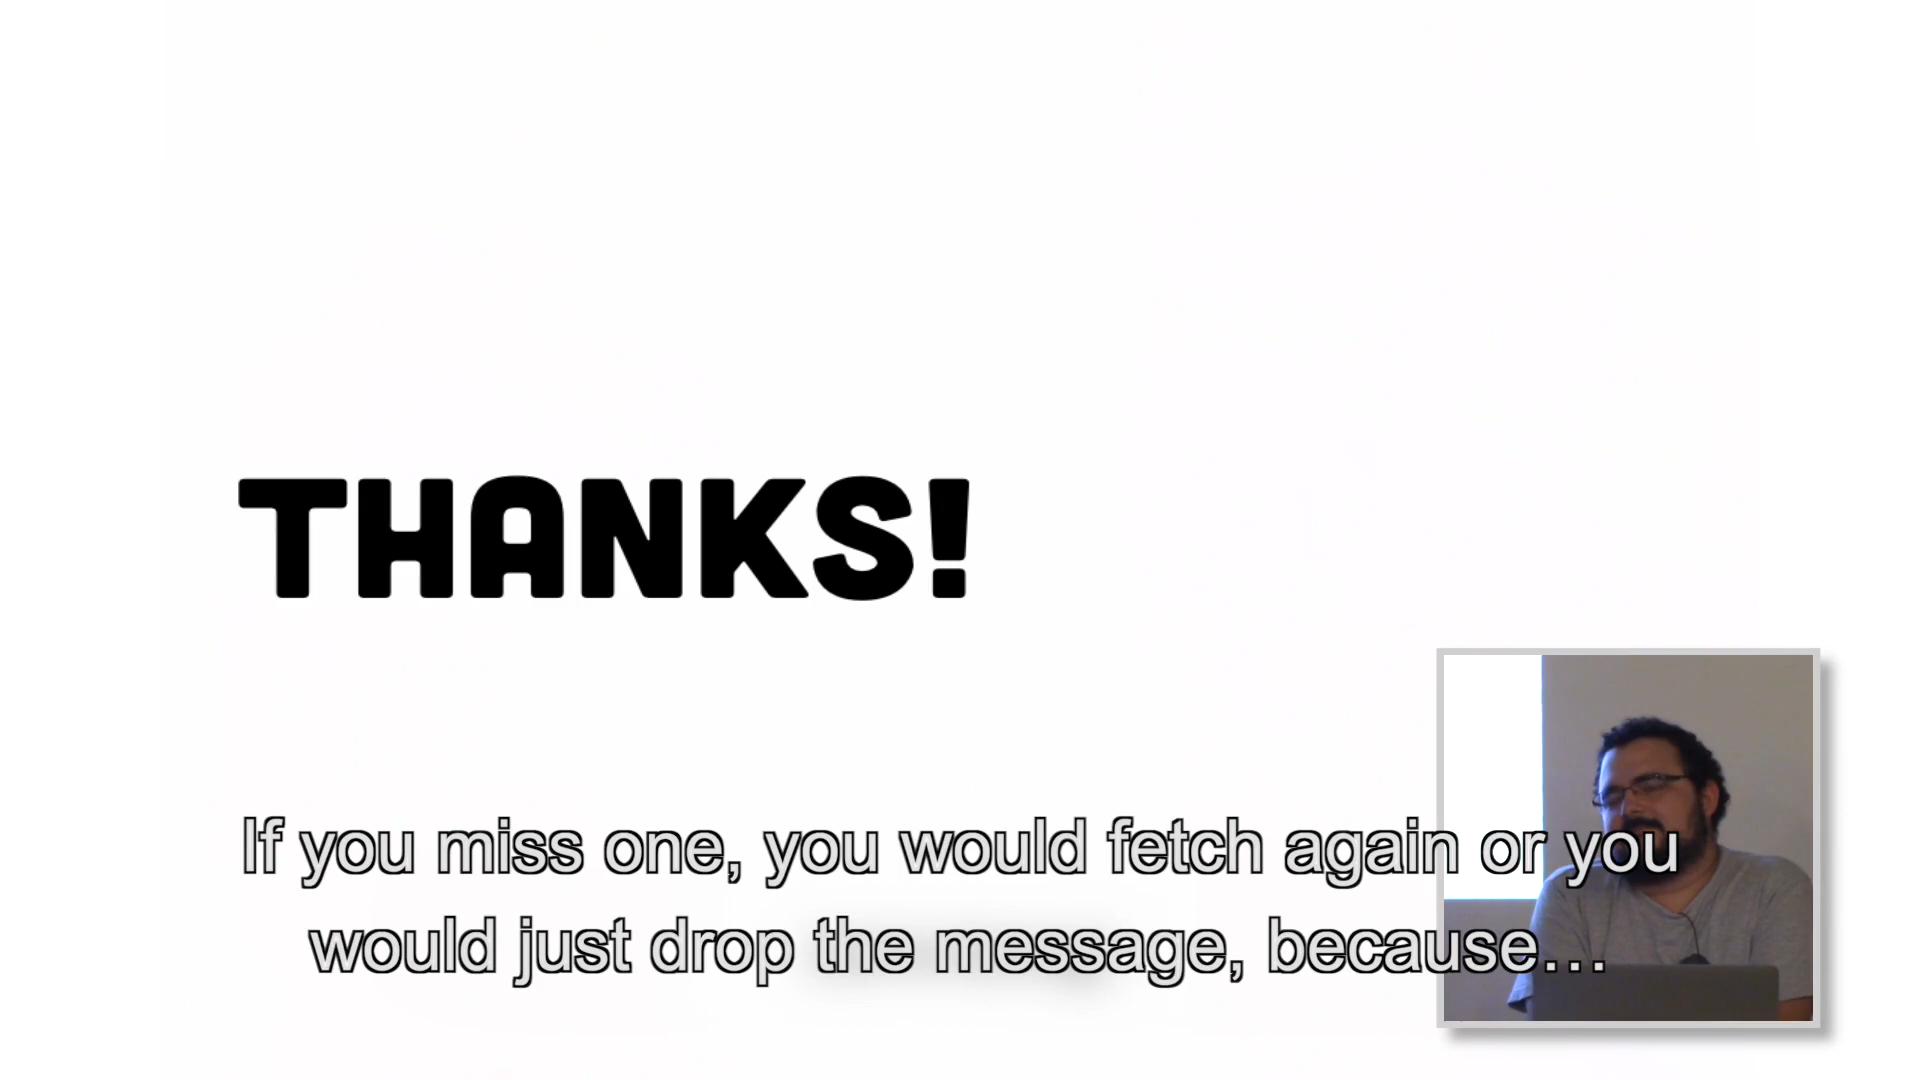 THANKS!
If you miss one, you would fetch again or you
would just drop the message, because…